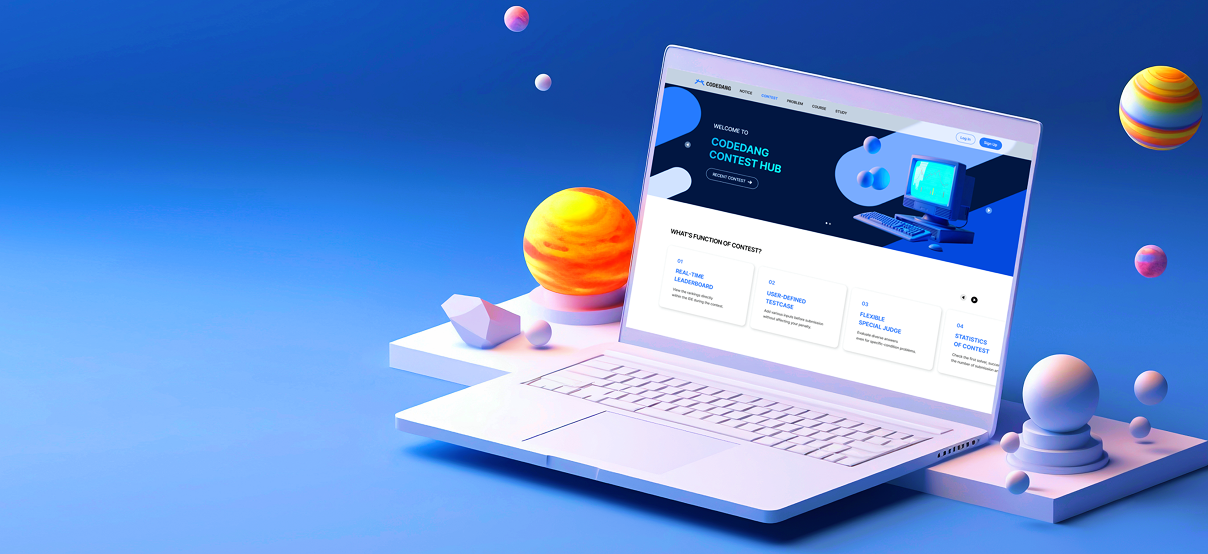 CODEDANG
NOTICE
CONTEST
PROBLEM
COURSE
STUDY
Log In
Sign Up
WELCOME TO
CODEDANG
CONTEST HUB
RECENT CONTEST
WHAT'S FUNCTION OF CONTEST?
01
REAL-TIME
LEADERBOARD
View the rankings directly
within the IDE during the contest.
02
USER-DEFINED
TESTCASE
Add various inputs before submission
without affecting your penalty.
03
FLEXIBLE
SPECIAL JUDGE
Evaluate diverse answers
even for specific-condition problems.
04
STATISTICS
OF CONTEST
Check the first solver,
the number of submission